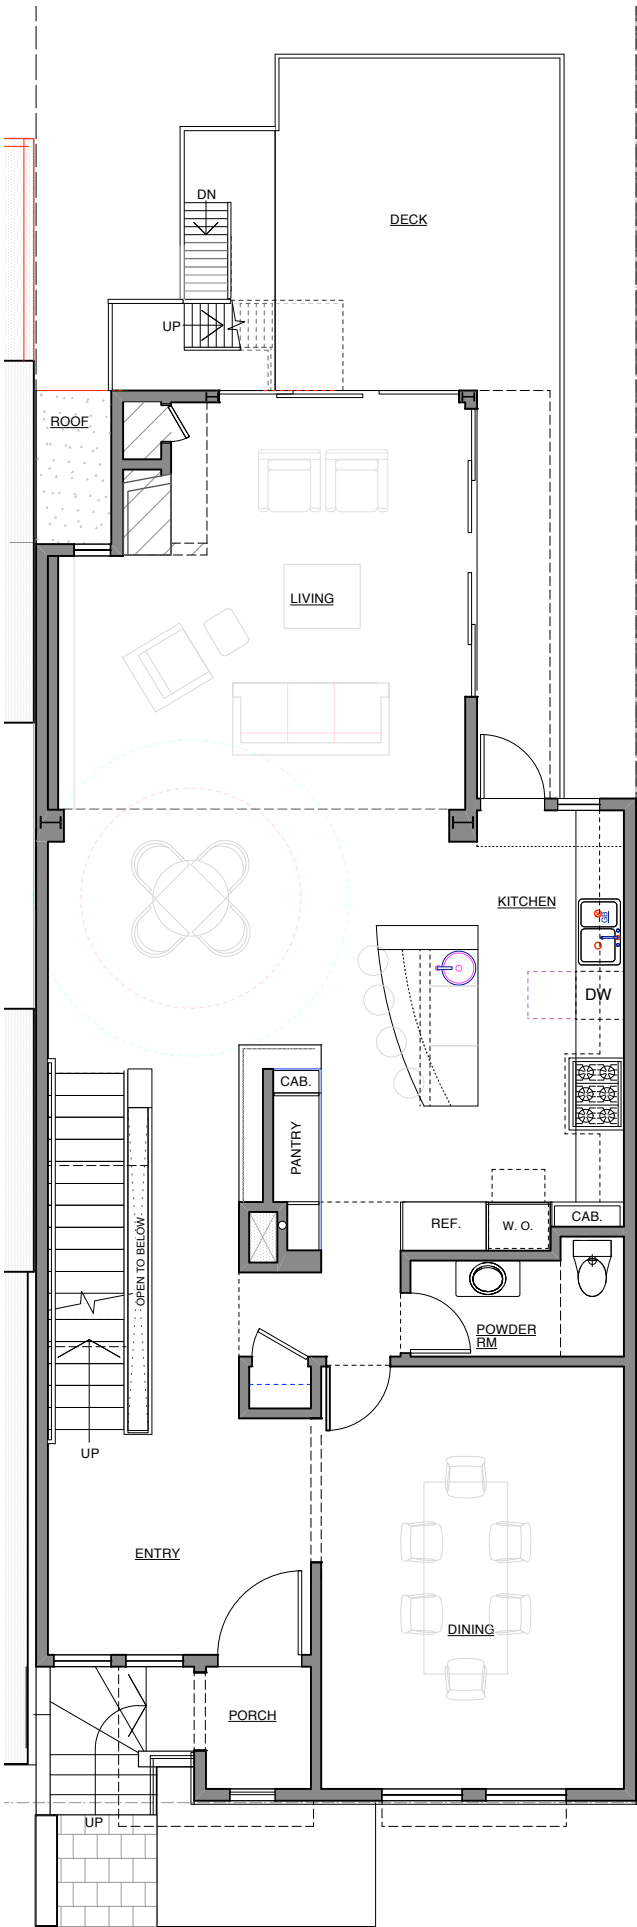 DN
DECK
UP
ROOF
LIVING
KITCHEN
GB
DW
CAB.
PANTRY
OPEN TO BELOW
REF.
W. O.
CAB.
POWDER
RM
UP
ENTRY
DINING
PORCH
UP